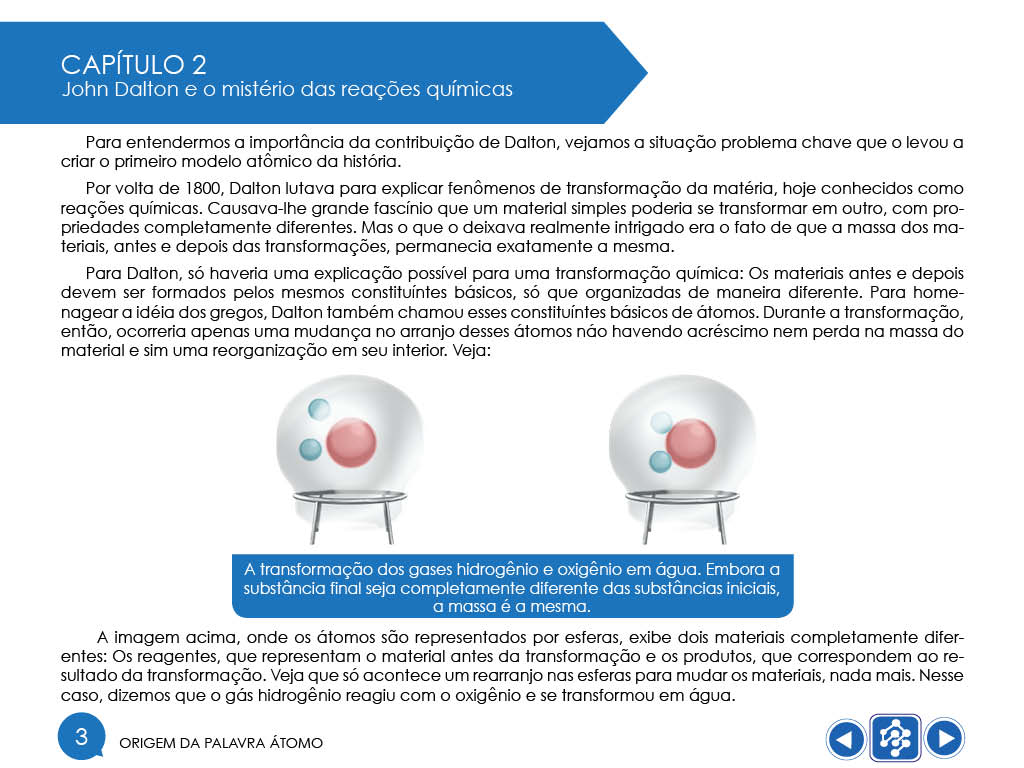 CAPÍTULO 2
John Dalton e o mistério das reações químicas
Para entendermos a importância da contribuição de Dalton, vejamos a situação problema chave que o levou a
criar o primeiro modelo atômico da história.
Por volta de 1800, Dalton lutava para explicar fenômenos de transformação da matéria, hoje conhecidos como
reações químicas. Causava-lhe grande fascínio que um material simples poderia se transformar em outro, com pro-
priedades completamente diferentes. Mas o que o deixava realmente intrigado era o fato de que a massa dos ma-
teriais, antes e depois das transformações, permanecia exatamente a mesma.
Para Dalton, só haveria uma explicação possível para uma transformação química: Os materiais antes e depois
devem ser formados pelos mesmos constituíntes básicos, só que organizadas de maneira diferente. Para home-
nagear a idéia dos gregos, Dalton também chamou esses constituíntes básicos de átomos. Durante a transformação,
então, ocorreria apenas uma mudança no arranjo desses átomos náo havendo acréscimo nem perda na massa do
material e sim uma reorganização em seu interior. Veja:
A transformação dos gases hidrogênio e oxigênio em água. Embora a
substância final seja completamente diferente das substâncias iniciais,
a massa é a mesma.
A imagem acima, onde os átomos são representados por esferas, exibe dois materiais completamente difer-
entes: Os reagentes, que representam o material antes da transformação e os produtos, que correspondem ao re-
sultado da transformação. Veja que só acontece um rearranjo nas esferas para mudar os materiais, nada mais. Nesse
caso, dizemos que o gás hidrogênio reagiu com o oxigênio e se transformou em água.
3
ORIGEM DA PALAVRA ÁTOMO